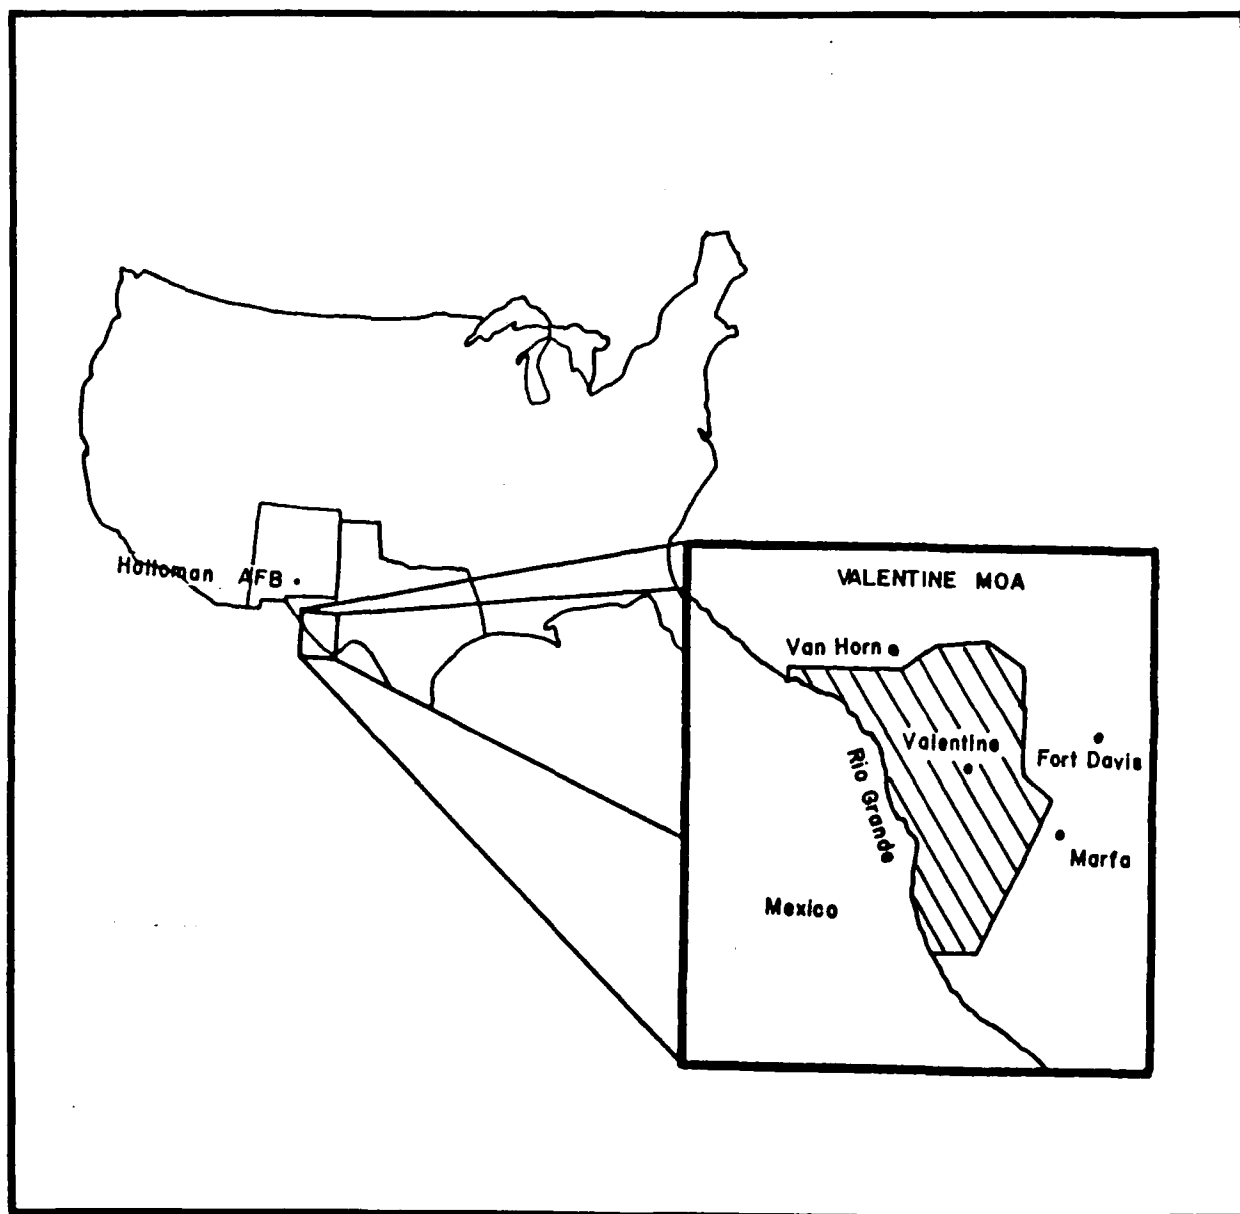 Holloman AFB
VALENTINE MOA
Van Horn
Valentine
Fort Davis
Rio Grande
Marfa
Mexico